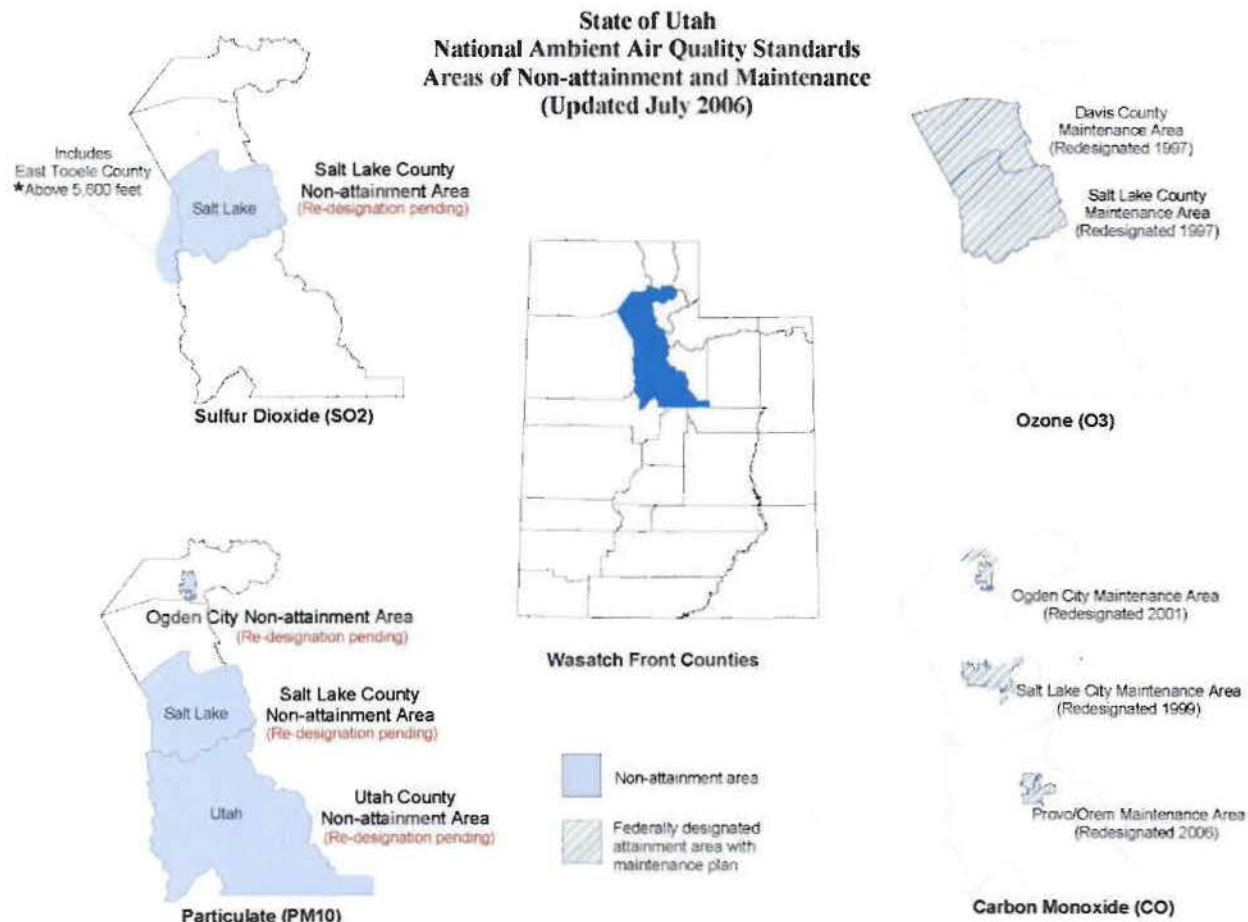 State of Utah
National Ambient Air Quality Standards
Areas of Non-attainment and Maintenance
(Updated July 2006)
Includes
East Tooele County
*Above 5,600 feet
Salt Lake
Salt Lake County
Non-attainment Area
(Re-designation pending)
Sulfur Dioxide (SO2)
Davis County
Maintenance Area
(Redesignated 1997)
Salt Lake County
Maintenance Area
(Redesignated 1997)
Ozone (O3)
Wasatch Front Counties
Ogden City Non-attainment Area
(Re-designation pending)
Salt Lake
Salt Lake County
Non-attainment Area
(Re-designation pending)
Utah
Utah County
Non-attainment Area
(Re-designation pending)
Particulate (PM10)
Non-attainment area
Federally designated
attainment area with
maintenance plan
Ogden City Maintenance Area
(Redesignated 2001)
Salt Lake City Maintenance Area
(Redesignated 1999)
Provo/Orem Maintenance Area
(Redesignated 2006)
Carbon Monoxide (CO)